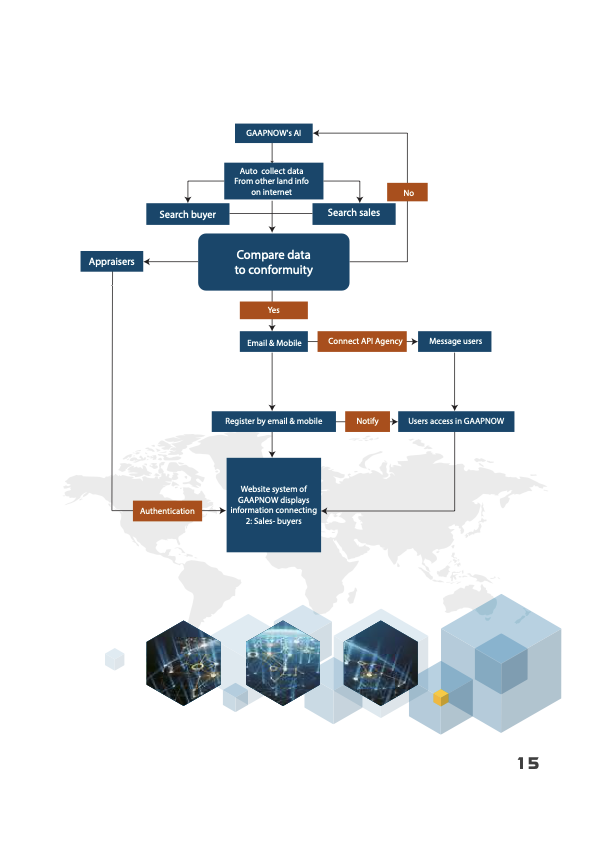 GAAPNOW's AI
Auto collect data
From other land info
on internet
No
Search buyer
Search sales
Compare data
to conformuity
Appraisers
Yes
Email & Mobile
Connect API Agency
Message users
Register by email & mobile
Notify
Users access in GAAPNOW
Website system of
GAAPNOW displays
information connecting
2: Sales- buyers
Authentication
15